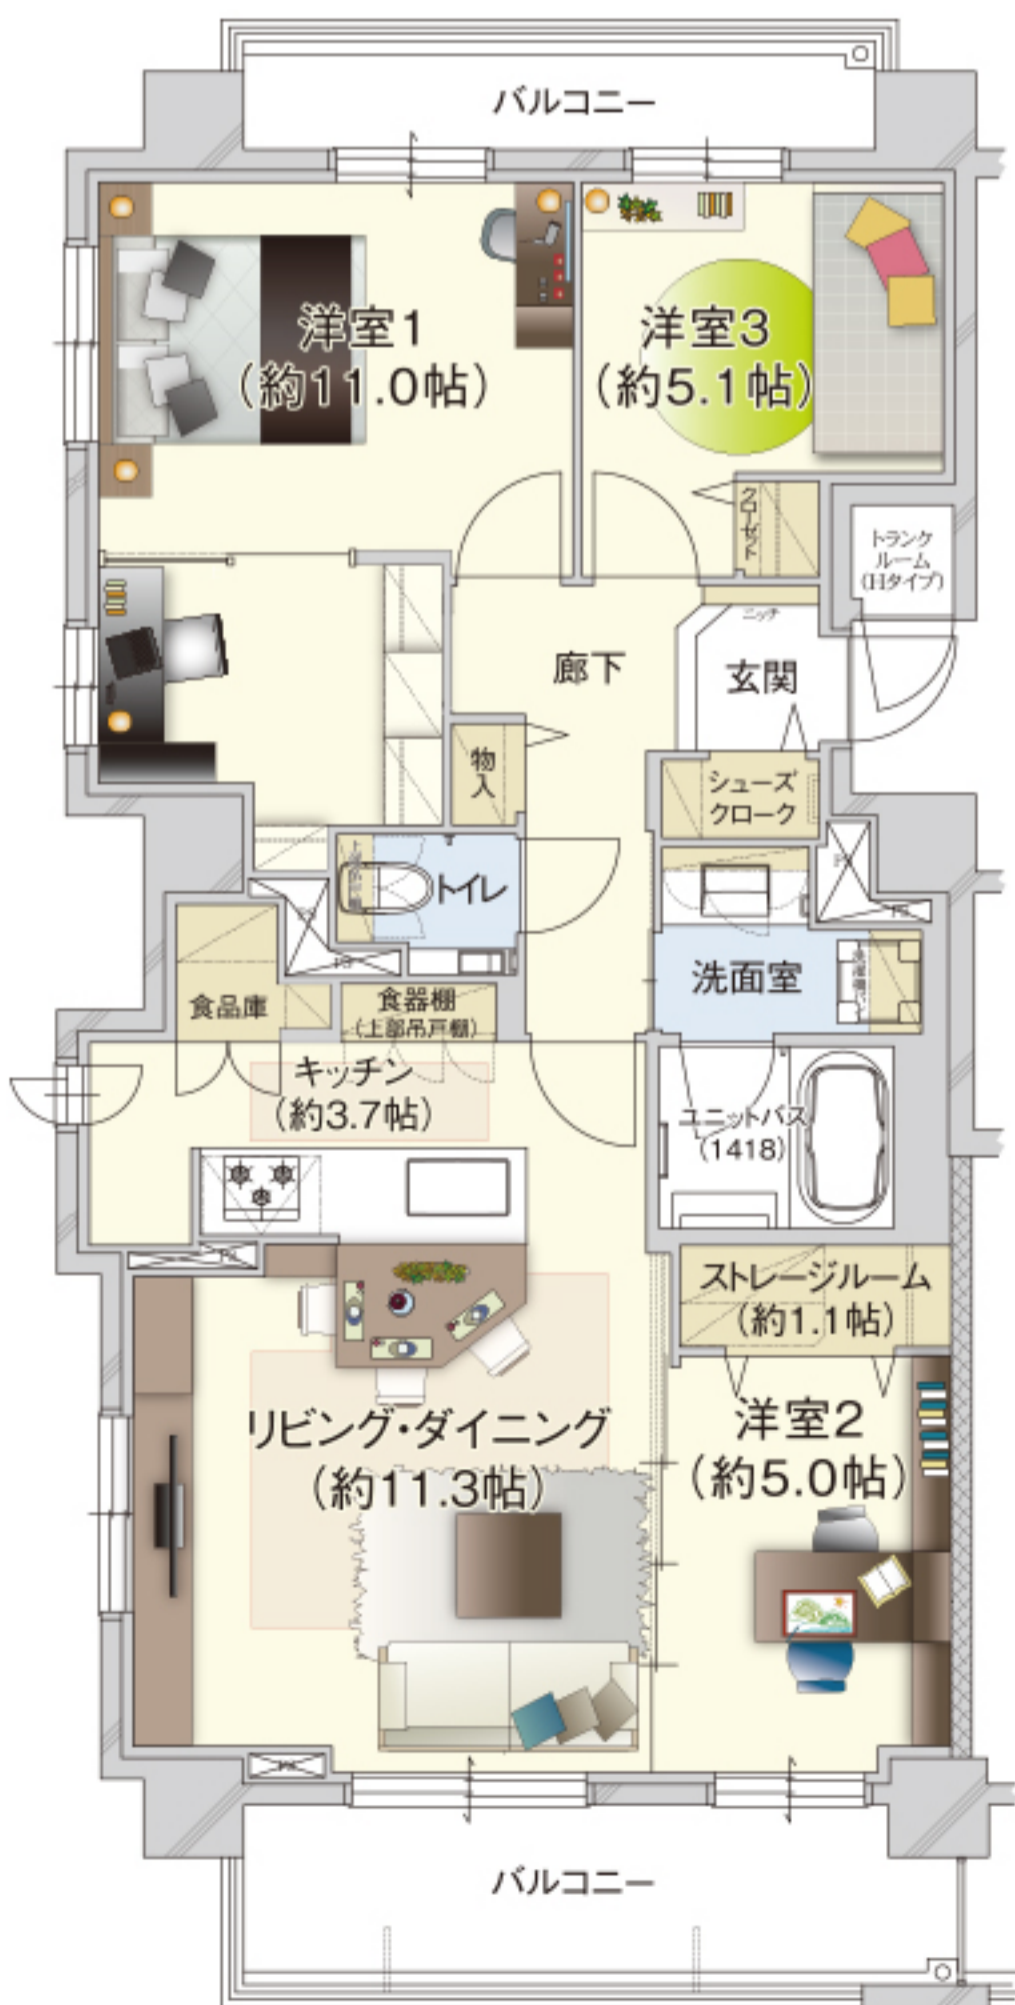 バルコニー
洋室1
(約11.0帖)
洋室3
(約5.1帖)
クローゼット
トランク
ルーム
(Hタイプ)
ニッチ
廊下
玄関
物
入
シューズ
クローク
トイレ
洗面室
食品庫
食器棚
(上部吊戸棚)
キッチン
(約3.7帖)
ユニットバス
(1418)
ストレージルーム
(約1.1帖)
リビング・ダイニング
(約11.3帖)
洋室2
(約5.0帖)
バルコニー